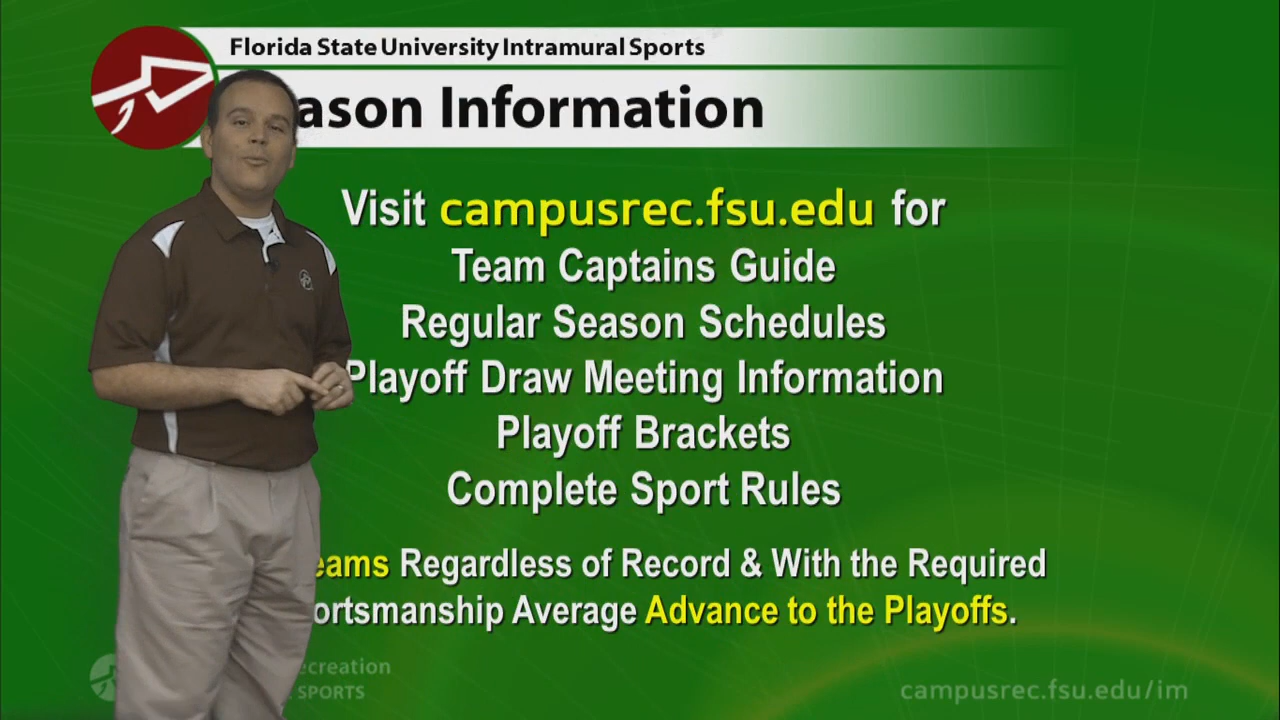 Florida State University Intramural Sports
ason Information
Visit campusrec.fsu.edu for
Team Captains Guide
Regular Season Schedules
Playoff Draw Meeting Information
Playoff Brackets
Complete Sport Rules
eams Regardless of Record & With the Required
ortsmanship Average Advance to the Playoffs.
ecreation
SPORTS
campusrec.fsu.edu/im